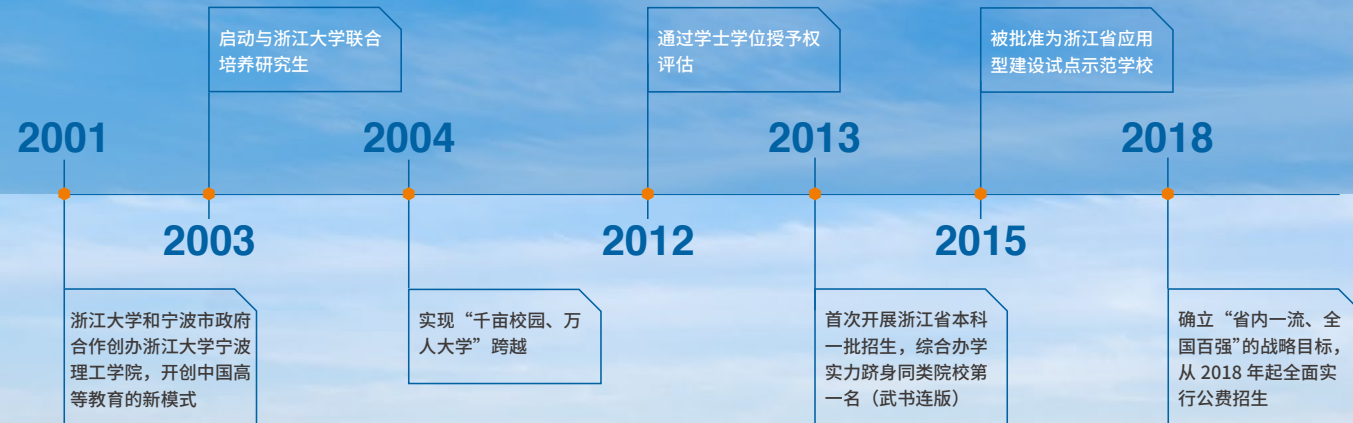 2001
浙江大学和宁波市政府
合作创办浙江大学宁波
理工学院，开创中国高
等教育的新模式
启动与浙江大学联合
培养研究生
2003
2004
实现“千亩校园、万
人大学”跨越
通过学士学位授予权
评估
2012
2013
首次开展浙江省本科
一批招生，综合办学
实力跻身同类院校第
一名（武书连版）
被批准为浙江省应用
型建设试点示范学校
2015
2018
确立“省内一流、全
国百强”的战略目标，
从 2018 年起全面实
行公费招生